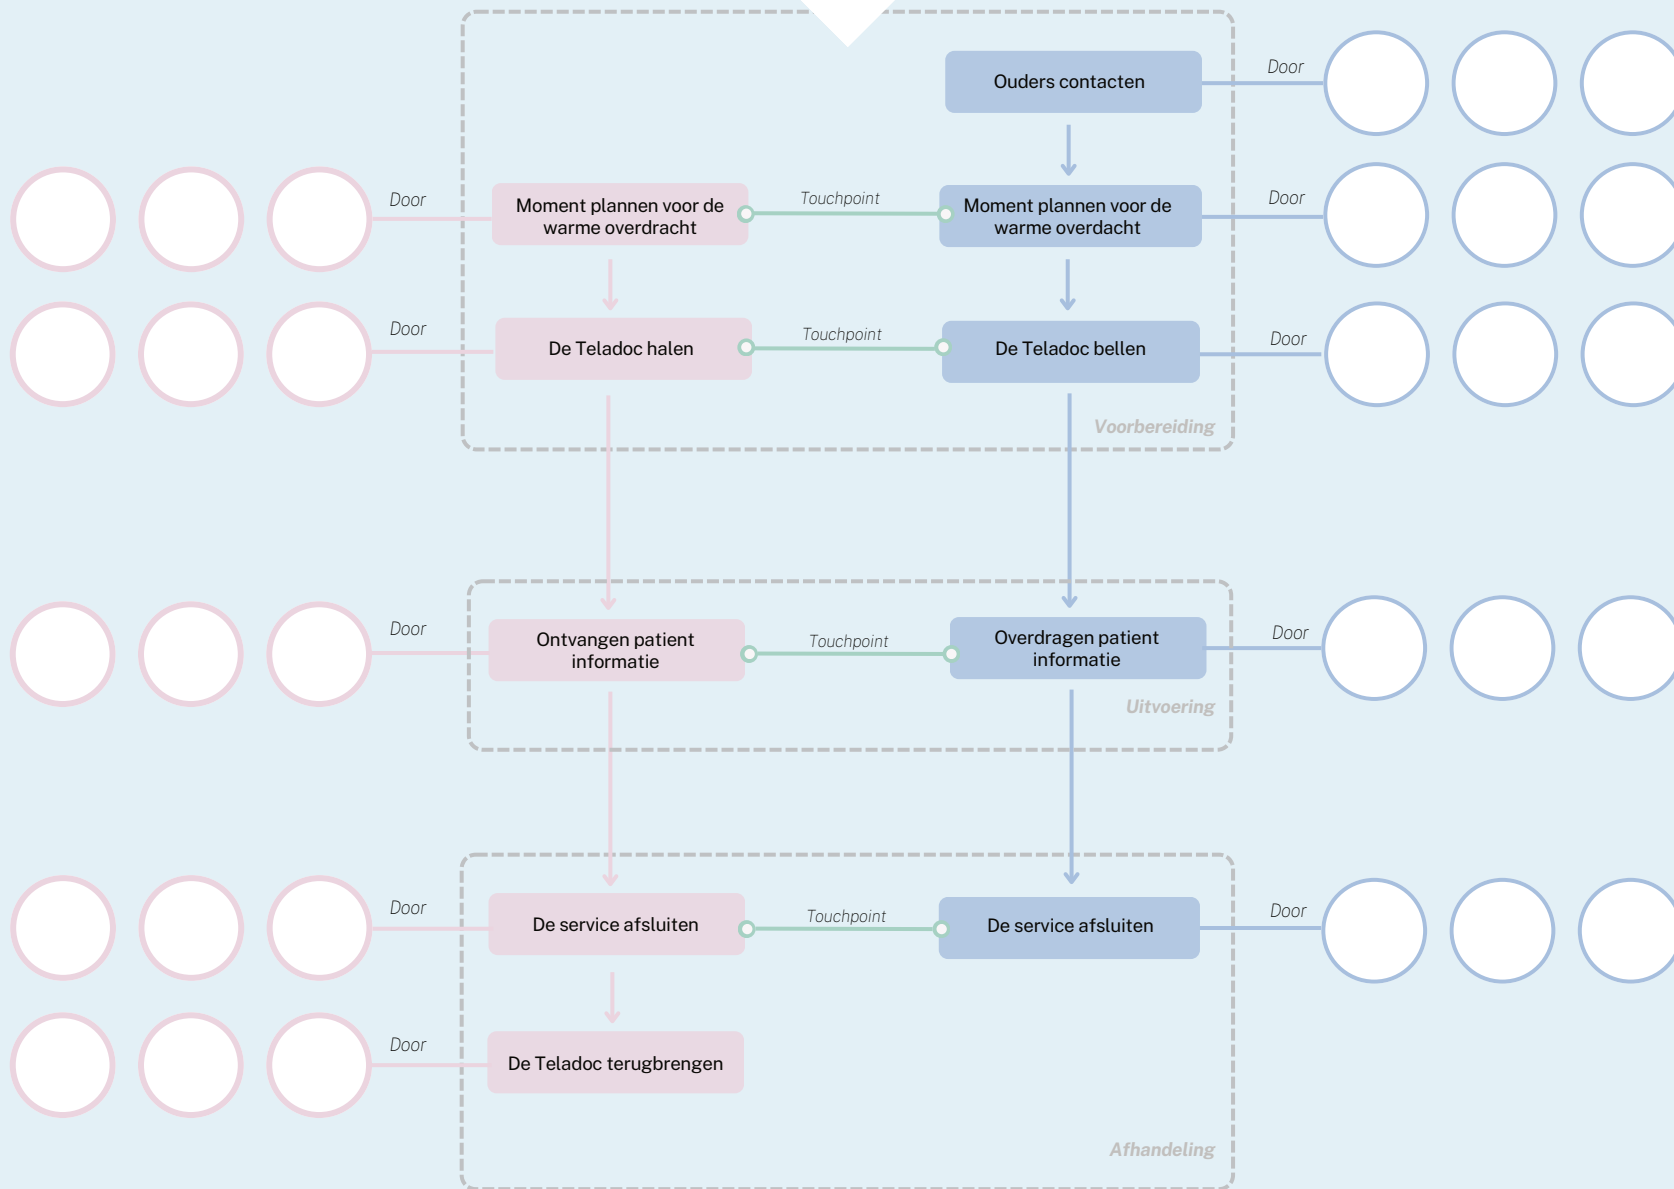 Ouders contacten
Door
Door
Moment plannen voor de
warme overdracht
Touchpoint
Moment plannen voor de
warme overdacht
Door
Door
De Teladoc halen
Touchpoint
De Teladoc bellen
Door
Voorbereiding
Door
Ontvangen patient
informatie
Touchpoint
Overdragen patient
informatie
Door
Uitvoering
Door
De service afsluiten
Touchpoint
De service afsluiten
Door
Door
De Teladoc terugbrengen
Afhandeling